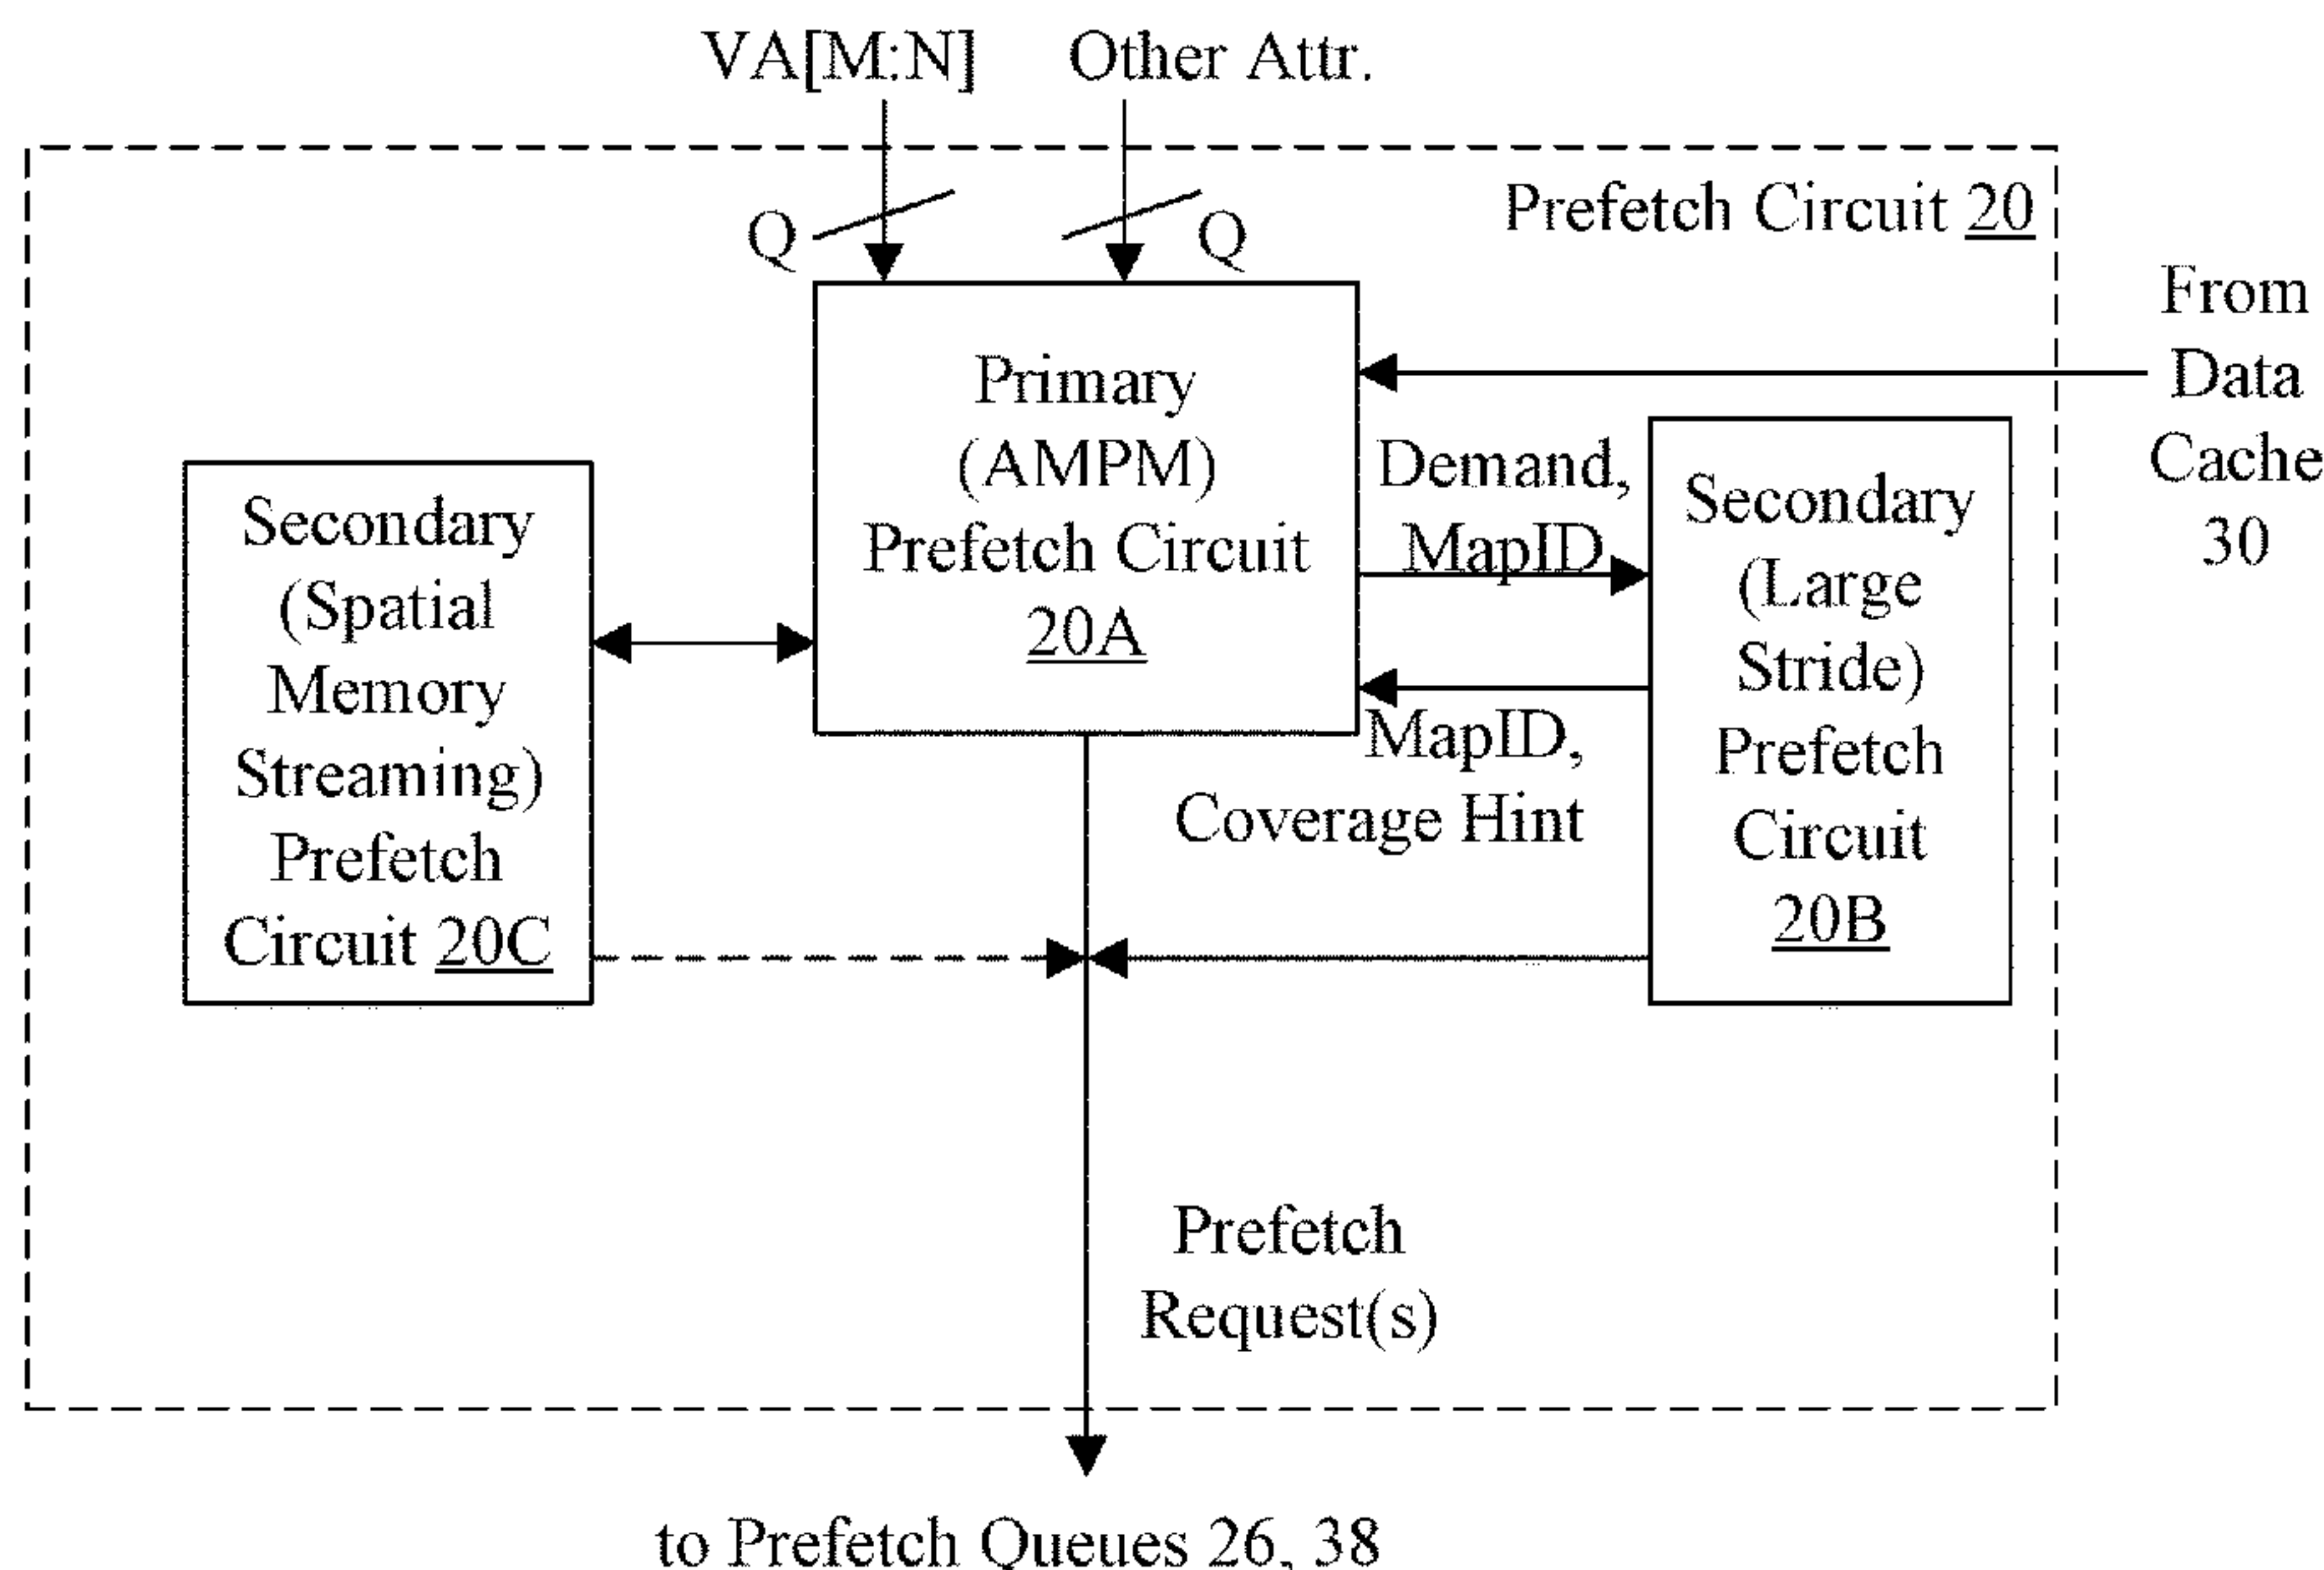 VA[M:N]
Other Attr.
Q
Q
Prefetch Circuit 20
From
Data
Cache
30
Primary
(AMPM)
Prefetch Circuit
20A
Demand,
MapID
MapID,
Coverage Hint
Secondary
(Large
Stride)
Prefetch
Circuit
20B
Secondary
(Spatial
Memory
Streaming)
Prefetch
Circuit 20C
Prefetch
Request(s)
to Prefetch Queues 26, 38